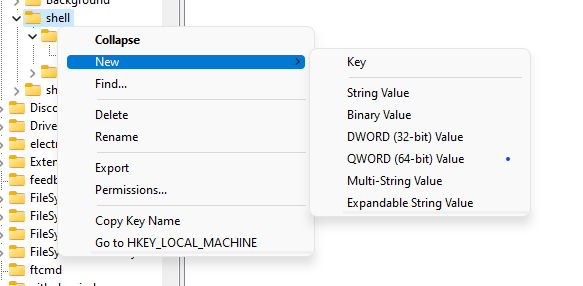 Background
shell
Collapse
New
Find...
Delete
Rename
Export
Permissions...
Copy Key Name
Go to HKEY_LOCAL_MACHINE
Key
String Value
Binary Value
DWORD (32-bit) Value
QWORD (64-bit) Value
Multi-String Value
Expandable String Value
sh
Disco
Drive
electr
Exten
feedb
FileSy
FileSy
FileSy
FileSy
ftcmd